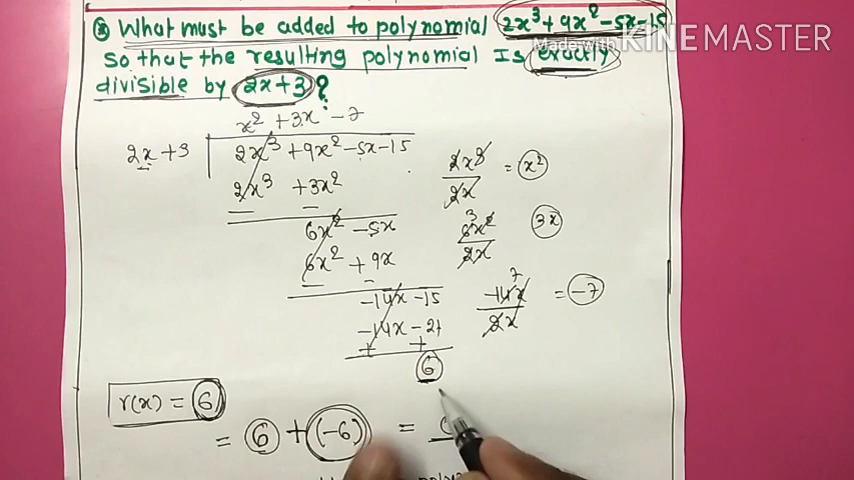 (*) What must be added to polynomial 2x³+9x²-5x-15
Made with KINEMASTER
so that the resulting polynomial Is exactly
divisible by 2x+3 ?
x² +3x -7
2x+3 2x³ +9x² -5x -15
2x³/2x = x²
2x³ +3x²
6x² -5x
6x²/2x 3 3x
6x² +9x
-14x -15
-14x/2x 7 = -7
-14x -21
+ +
6
r(x) = 6
= 6 + (-6) =